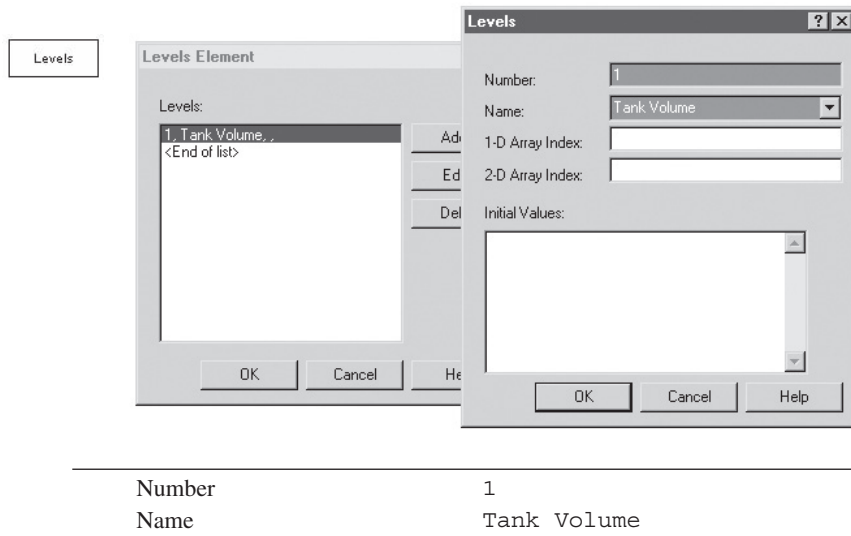 Levels
Levels Element
Levels:
1, Tank Volume, ,
<End of list>
OK
Cancel
Levels
? ×
Number:
1
Name:
Tank Volume
1-D Array Index:
2-D Array Index:
Initial Values:
OK
Cancel
Help
Number 1
Name Tank Volume